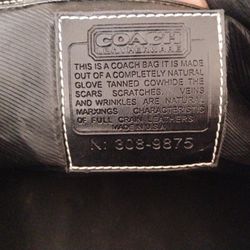 COACH
LEATHERWARE
THIS IS A COACH BAG IT IS MADE
OUT OF A COMPLETELY NATURAL
GLOVE TANNED COWHIDE THE
SCARS SCRATCHES. VEINS
AND WRINKLES ARE NATURAL
MARKINGS CHARACTERISTIC
OF FULL GRAIN LEATHERS
MADE IN U.S.A.
No: 308-9875